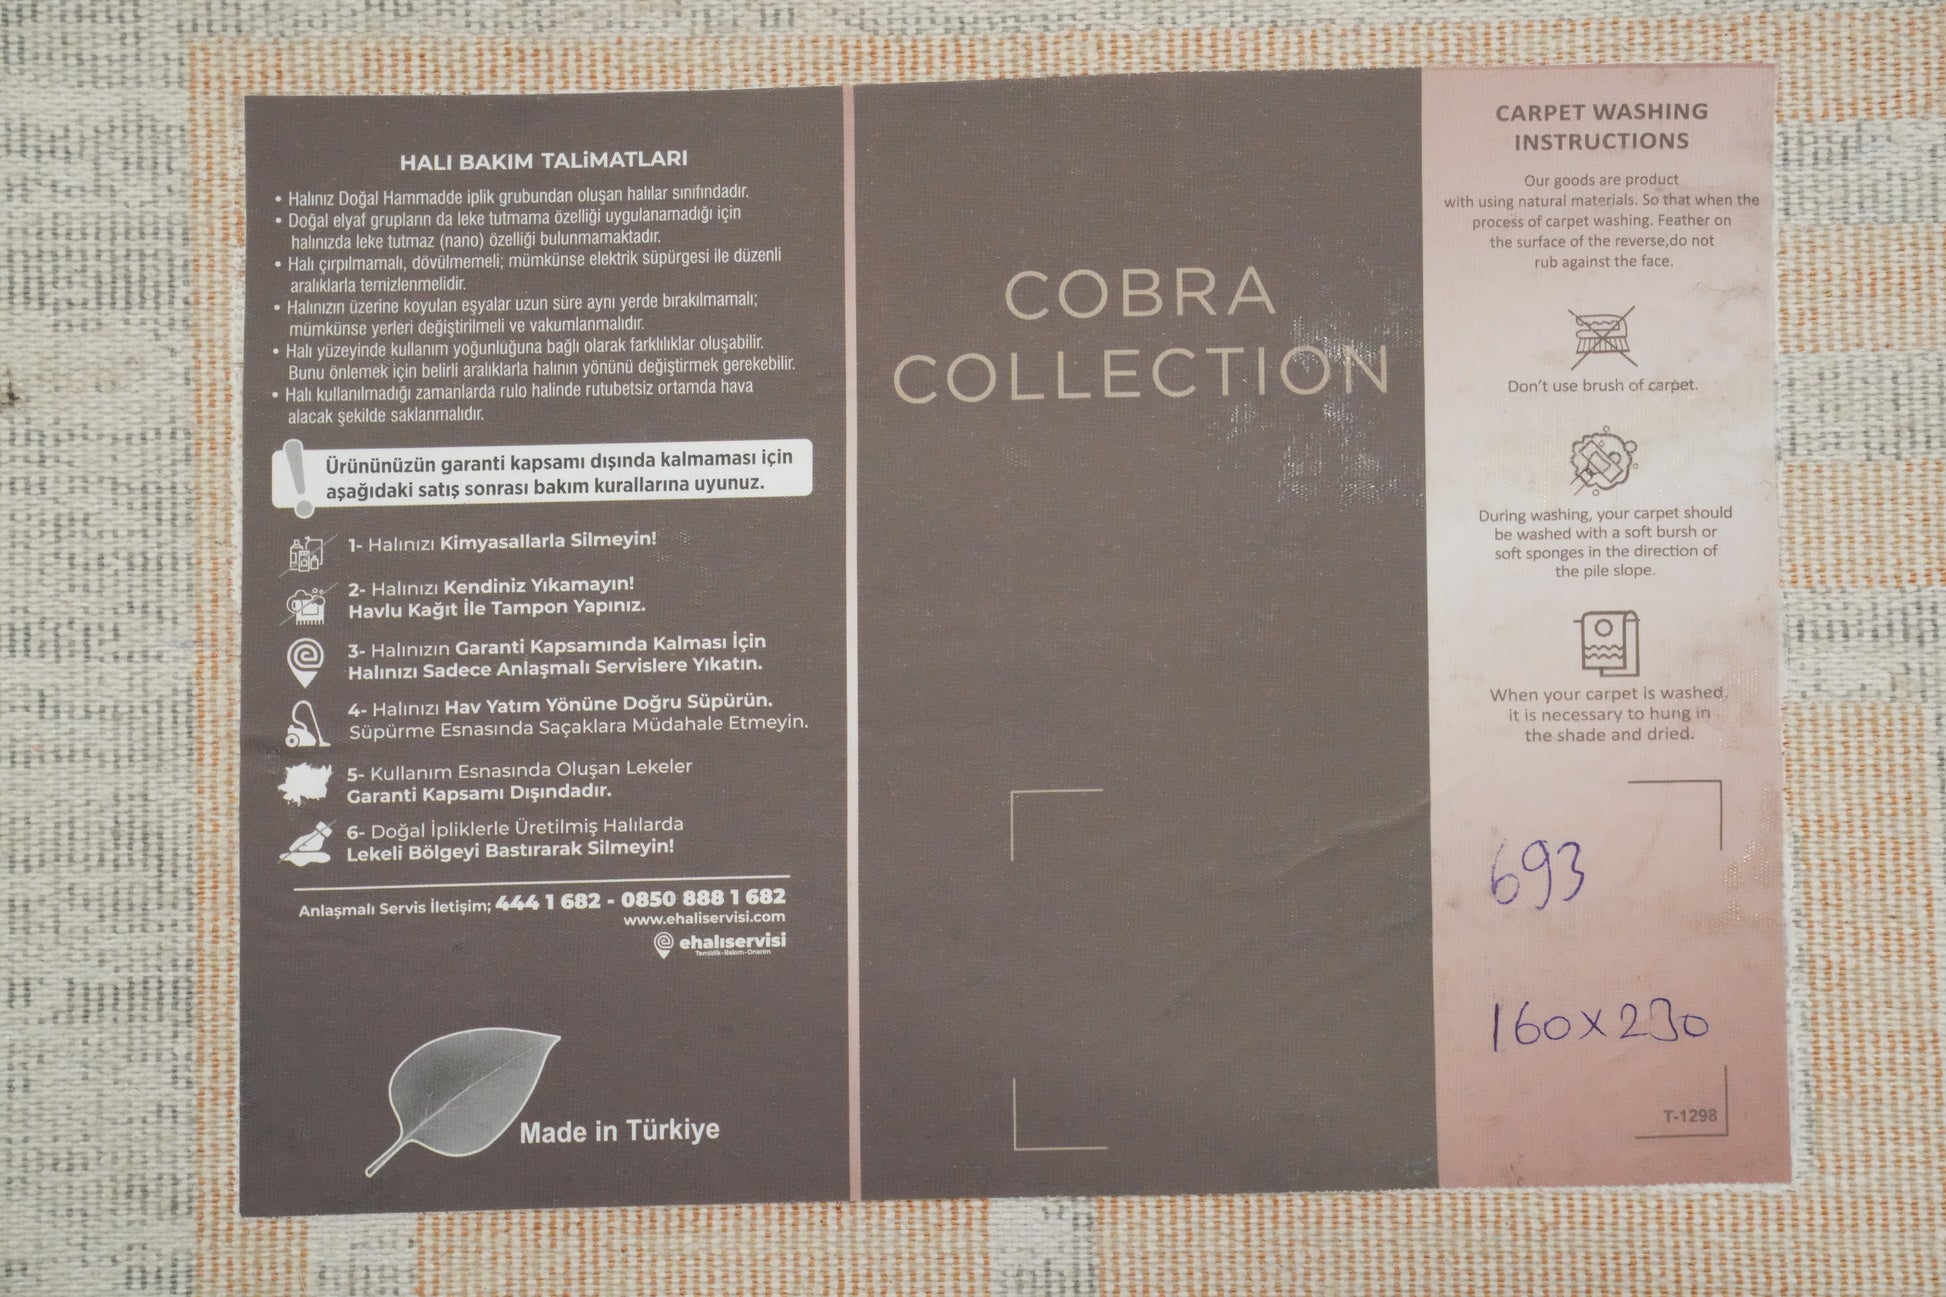 HALI BAKIM TALiMATLARI
• Halınız Doğal Hammadde iplik grubundan oluşan halılar sınıfındadır.
• Doğal elyaf grupların da leke tutmama özelliği uygulanamadığı için
halınızda leke tutmaz (nano) özelliği bulunmamaktadır.
• Halı çırpılmamalı, dövülmemeli; mümkünse elektrik süpürgesi ile düzenli
aralıklarla temizlenmelidir.
• Halınızın üzerine koyulan eşyalar uzun süre aynı yerde bırakılmamalı;
mümkünse yerleri değiştirilmeli ve vakumlanmalıdır.
• Halı yüzeyinde kullanım yoğunluğuna bağlı olarak farklılıklar oluşabilir.
Bunu önlemek için belirli aralıklarla halının yönünü değiştirmek gerekebilir.
• Halı kullanılmadığı zamanlarda rulo halinde rutubetsiz ortamda hava
alacak şekilde saklanmalıdır.
Ürününüzün garanti kapsamı dışında kalmaması için
aşağıdaki satış sonrası bakım kurallarına uyunuz.
1- Halınızı Kimyasallarla Silmeyin!
2- Halınızı Kendiniz Yıkamayın!
Havlu Kağıt İle Tampon Yapınız.
3- Halınızın Garanti Kapsamında Kalması İçin
Halınızı Sadece Anlaşmalı Servislere Yıkatın.
4- Halınızı Hav Yatım Yönüne Doğru Süpürün.
Süpürme Esnasında Saçaklara Müdahale Etmeyin.
5- Kullanım Esnasında Oluşan Lekeler
Garanti Kapsamı Dışındadır.
6- Doğal İpliklerle Üretilmiş Halılarda
Lekeli Bölgeyi Bastırarak Silmeyin!
Anlaşmalı Servis İletişim; 444 1 682 - 0850 888 1 682
www.ehaliservisi.com
ehalıservisi
Temizlik-Bakım-Onarım
Made in Türkiye
COBRA
COLLECTION
CARPET WASHING
INSTRUCTIONS
Our goods are product
with using natural materials. So that when the
process of carpet washing. Feather on
the surface of the reverse,do not
rub against the face.
Don't use brush of carpet.
During washing, your carpet should
be washed with a soft bursh or
soft sponges in the direction of
the pile slope.
When your carpet is washed,
it is necessary to hung in
the shade and dried.
693
160x230
T-1298